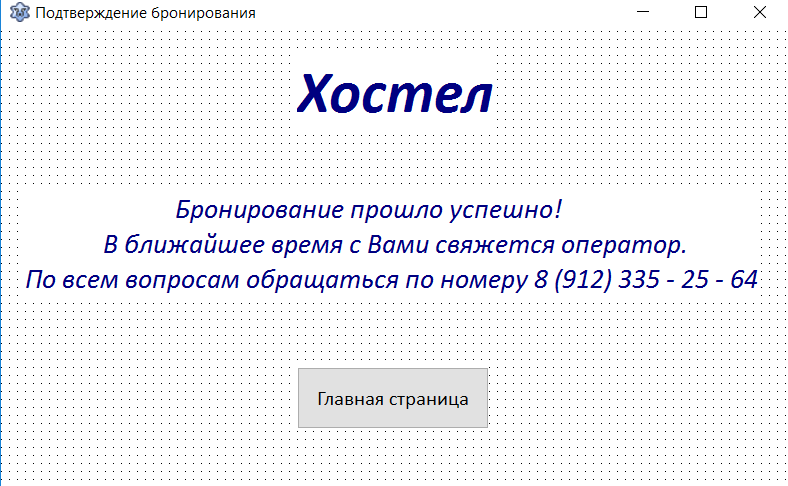 Подтверждение бронирования
Хостел
Бронирование прошло успешно!
В ближайшее время с Вами свяжется оператор.
По всем вопросам обращаться по номеру 8 (912) 335 - 25 - 64
Главная страница